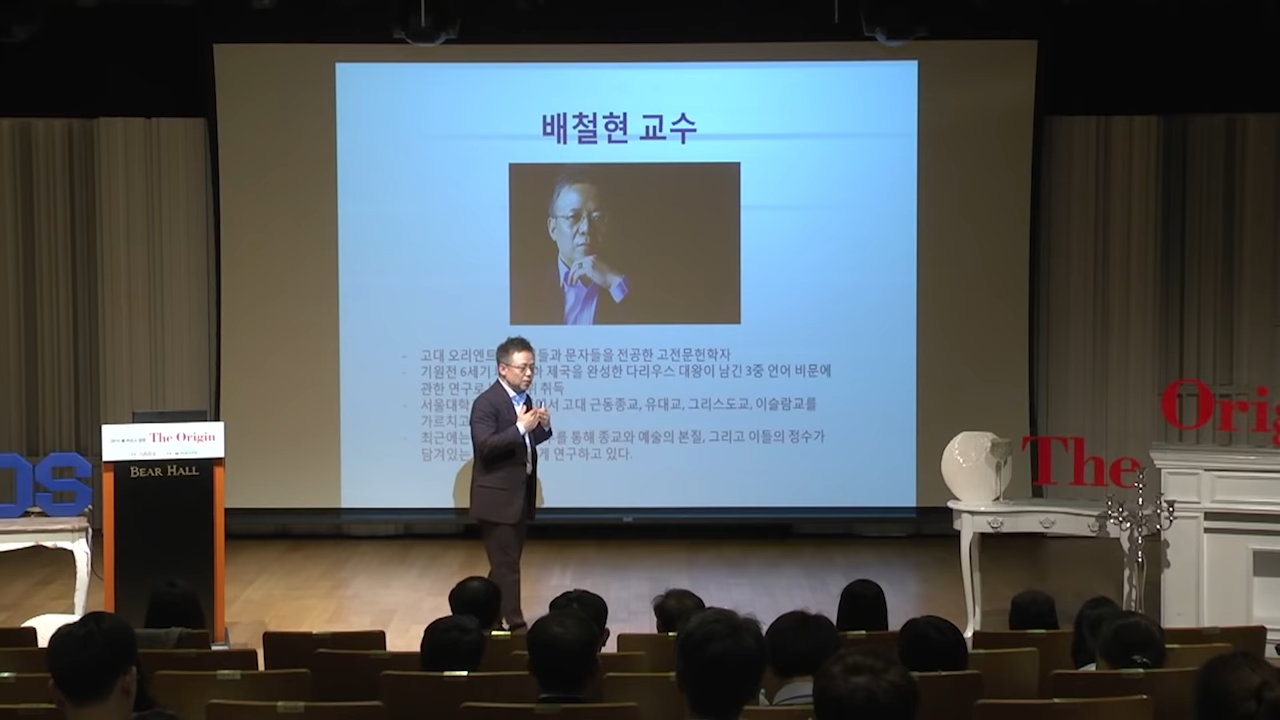 배철현 교수
- 고대 오리엔트 들과 문자들을 전공한 고전문헌학자
- 기원전 6세기 제국을 완성한 다리우스 대왕이 남긴 3중 언어 비문에
관한 연구로 취득
- 서울대학 에서 고대 근동종교, 유대교, 그리스도교, 이슬람교를
가르치고
- 최근에는 를 통해 종교와 예술의 본질, 그리고 이들의 정수가
담겨있는 게 연구하고 있다.
The Origin
BEAR HALL
OS
The
Orig